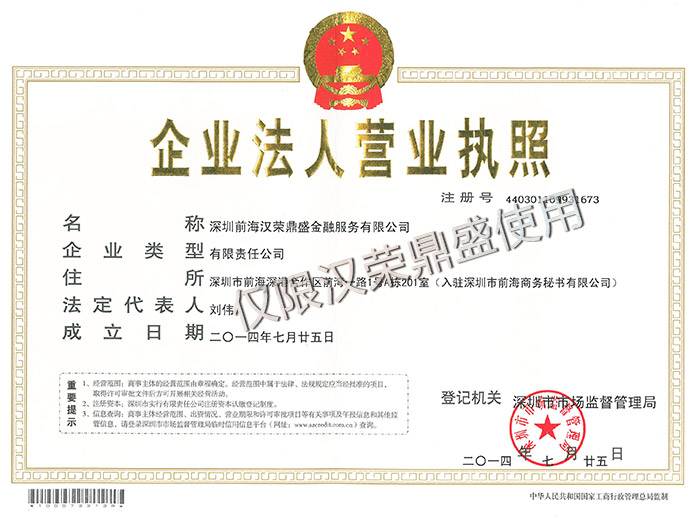 企业法人营业执照
注册号 440301109931673
名称 深圳前海汉荣鼎盛金融服务有限公司
企业类型 有限责任公司
住所 深圳市前海深港合作区前湾一路1号A栋201室（入驻深圳市前海商务秘书有限公司）
法定代表人 刘伟
成立日期 二〇一四年七月廿五日
仅限汉荣鼎盛使用
重要提示
1、经营范围：商事主体的经营范围由章程确定。经营范围中属于法律、法规规定应当经批准的项目，
取得许可审批文件后方可开展相关经营活动。
2、注册资本：深圳市实行有限责任公司注册资本认缴登记制度。
3、信息查询：商事主体经营范围、出资情况、营业期限和许可审批项目等有关事项及年报信息和其他监
管信息，请登录深圳市市场监督管理局临时信用信息平台（网址：www.szcredit.com.cn）查询。
登记机关 深圳市市场监督管理局
深圳市市场监督管理局
二〇一四年七月廿五日
中华人民共和国国家工商行政管理总局监制